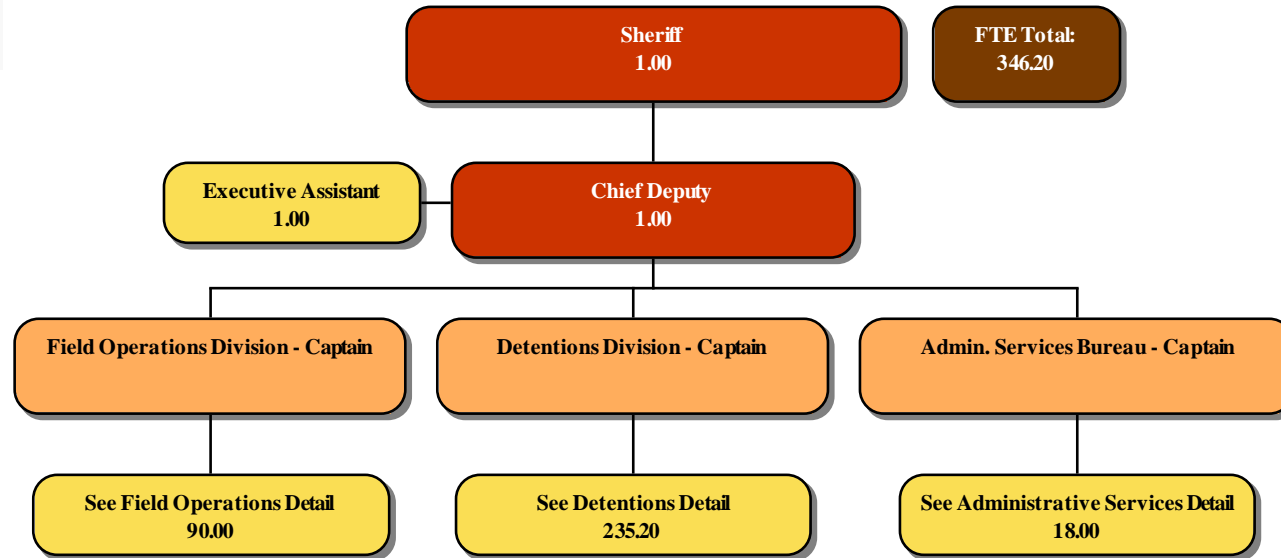 Sheriff
1.00
FTE Total:
346.20
Executive Assistant
1.00
Chief Deputy
1.00
Field Operations Division - Captain
Detentions Division - Captain
Admin. Services Bureau - Captain
See Field Operations Detail
90.00
See Detentions Detail
235.20
See Administrative Services Detail
18.00